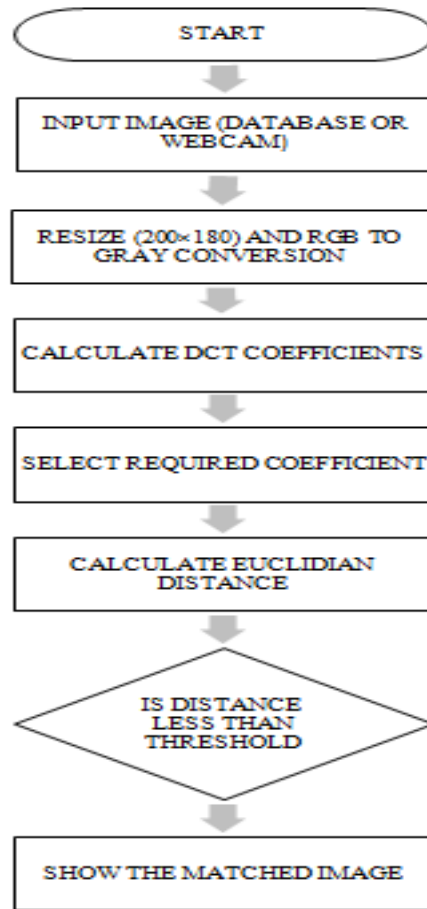 START
INPUT IMAGE (DATABASE OR
WEBCAM)
RESIZE (200×180) AND RGB TO
GRAY CONVERSION
CALCULATE DCT COEFFICIENTS
SELECT REQUIRED COEFFICIENT
CALCULATE EUCLIDIAN
DISTANCE
IS DISTANCE
LESS THAN
THRESHOLD
SHOW THE MATCHED IMAGE